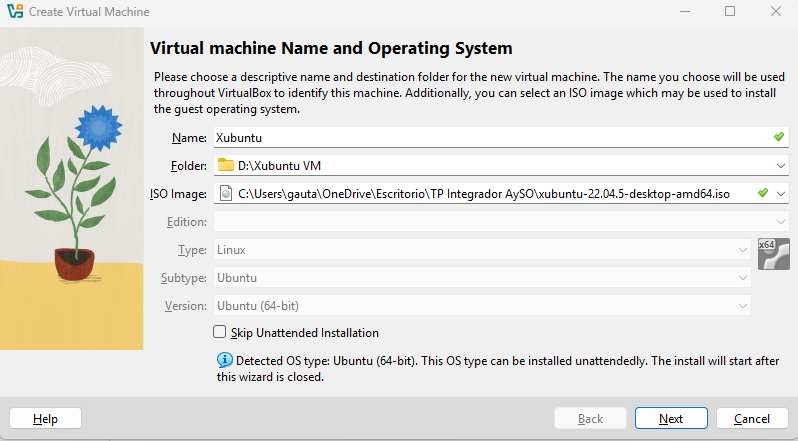 Create Virtual Machine
Virtual machine Name and Operating System
Please choose a descriptive name and destination folder for the new virtual machine. The name you choose will be used
throughout VirtualBox to identify this machine. Additionally, you can select an ISO image which may be used to install
the guest operating system.
Name: Xubuntu
Folder: D:\Xubuntu VM
ISO Image: C:\Users\gauta\OneDrive\Escritorio\TP Integrador AySO\xubuntu-22.04.5-desktop-amd64.iso
Edition:
Type: Linux x64
Subtype: Ubuntu
Version: Ubuntu (64-bit)
Skip Unattended Installation
Detected OS type: Ubuntu (64-bit). This OS type can be installed unattendedly. The install will start after
this wizard is closed.
Help Back Next Cancel